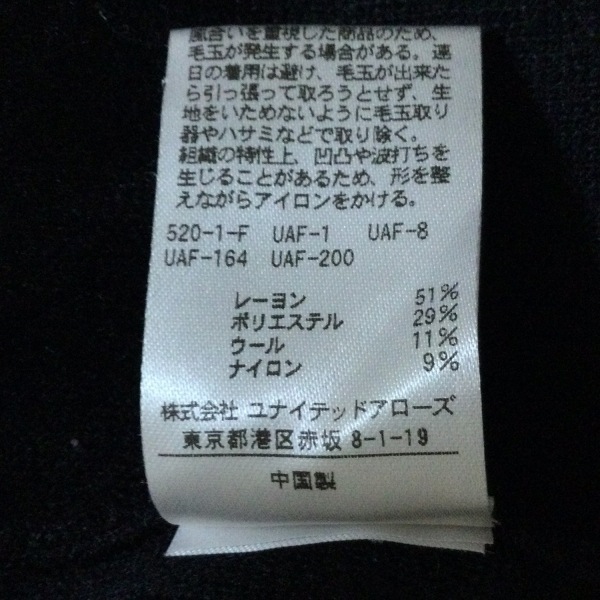 風合いを重視した商品のため、
毛玉が発生する場合がある。連
日の着用は避け、毛玉が出来た
ら引っ張って取ろうとせず、生
地をいためないように毛玉取り
器やハサミなどで取り除く。
組織の特性上、凹凸や波打ちを
生じることがあるため、形を整
えながらアイロンをかける。
520-1-F UAF-1 UAF-8
UAF-164 UAF-200
レーヨン 51%
ポリエステル 29%
ウール 11%
ナイロン 9%
株式会社 ユナイテッドアローズ
東京都港区赤坂 8-1-19
中国製